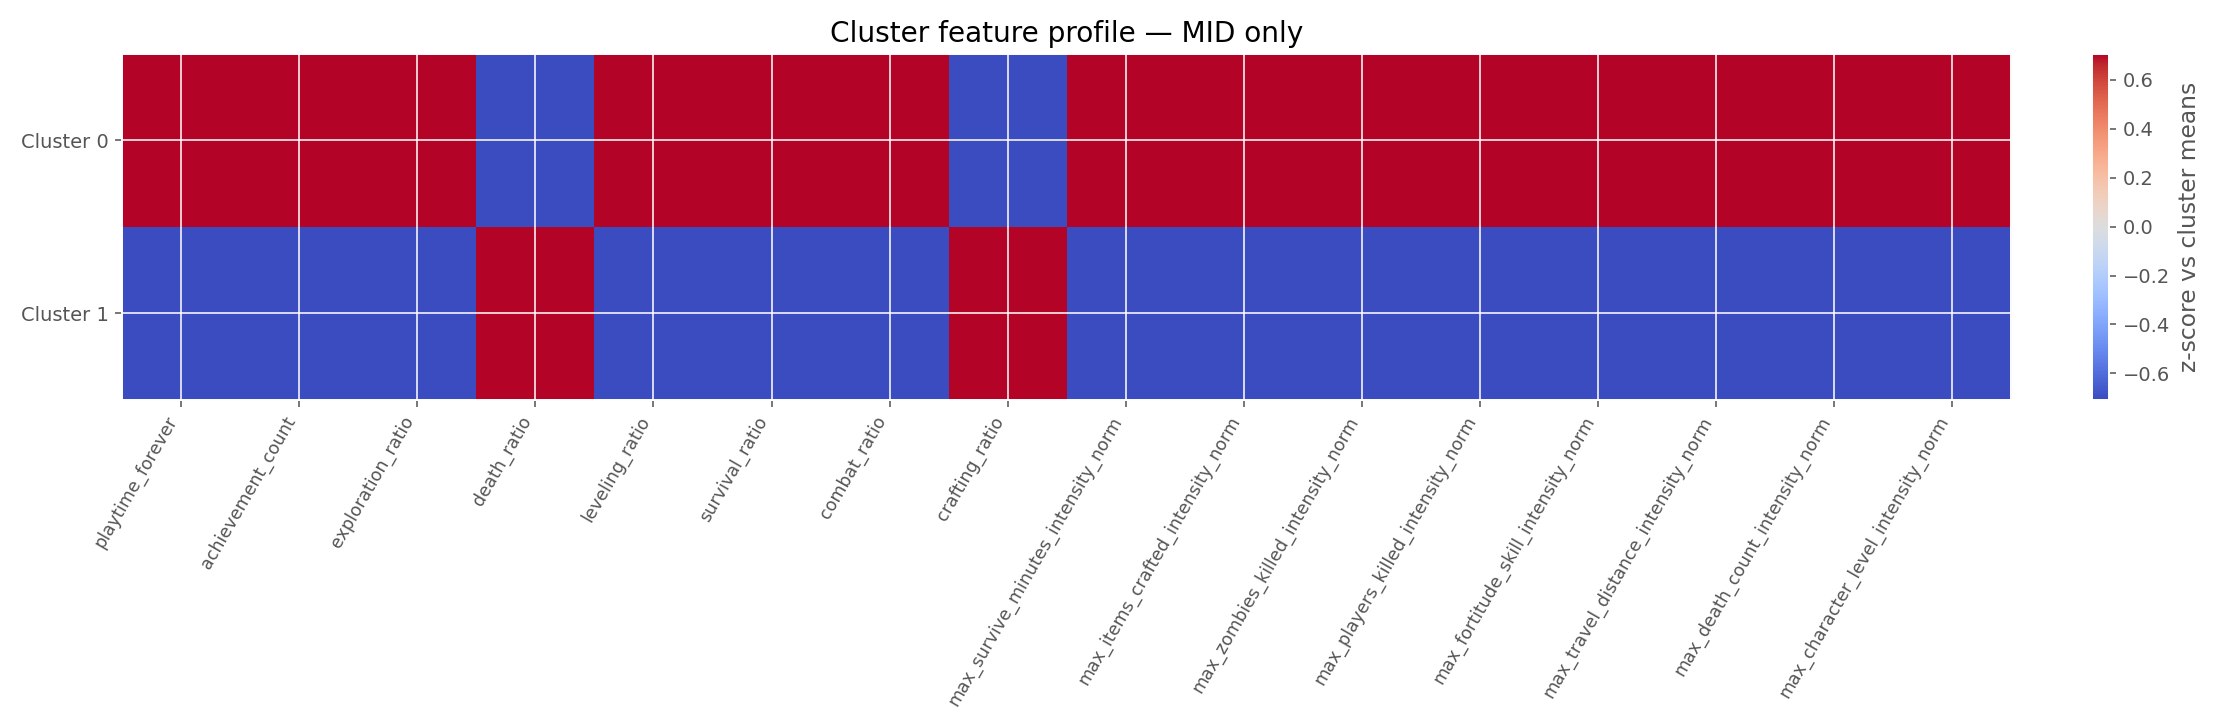 Cluster feature profile — MID only
Cluster 0
Cluster 1
playtime_forever
achievement_count
exploration_ratio
death_ratio
leveling_ratio
survival_ratio
combat_ratio
crafting_ratio
max_survive_minutes_intensity_norm
max_items_crafted_intensity_norm
max_zombies_killed_intensity_norm
max_players_killed_intensity_norm
max_fortitude_skill_intensity_norm
max_travel_distance_intensity_norm
max_death_count_intensity_norm
max_character_level_intensity_norm
0.6
0.4
0.2
0.0
−0.2
−0.4
−0.6
z-score vs cluster means